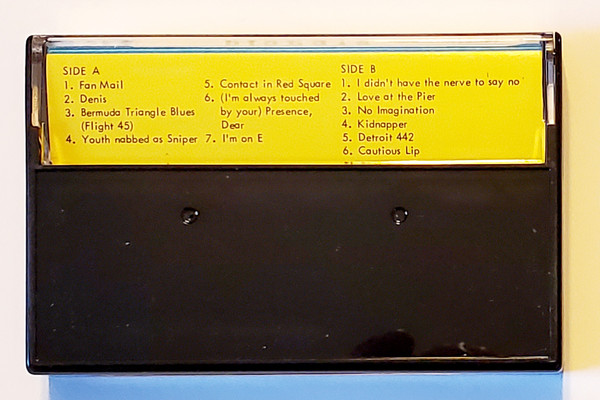 SIDE A
1. Fan Mail
2. Denis
3. Bermuda Triangle Blues
(Flight 45)
4. Youth nabbed as Sniper
5. Contact in Red Square
6. (I'm always touched
by your) Presence,
Dear
7. I'm on E
SIDE B
1. I didn't have the nerve to say no
2. Love at the Pier
3. No Imagination
4. Kidnapper
5. Detroit 442
6. Cautious Lip